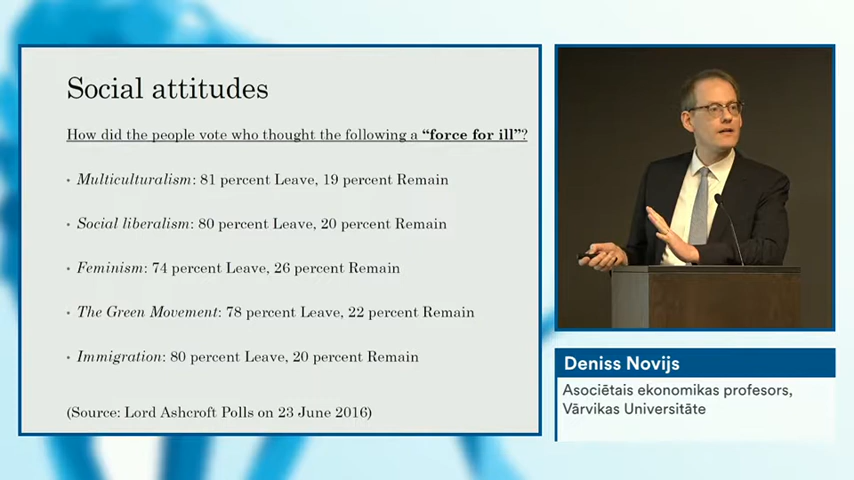 Social attitudes
How did the people vote who thought the following a “force for ill”?
• Multiculturalism: 81 percent Leave, 19 percent Remain
• Social liberalism: 80 percent Leave, 20 percent Remain
• Feminism: 74 percent Leave, 26 percent Remain
• The Green Movement: 78 percent Leave, 22 percent Remain
• Immigration: 80 percent Leave, 20 percent Remain
(Source: Lord Ashcroft Polls on 23 June 2016)
Deniss Novijs
Asociētais ekonomikas profesors,
Vārvikas Universitāte